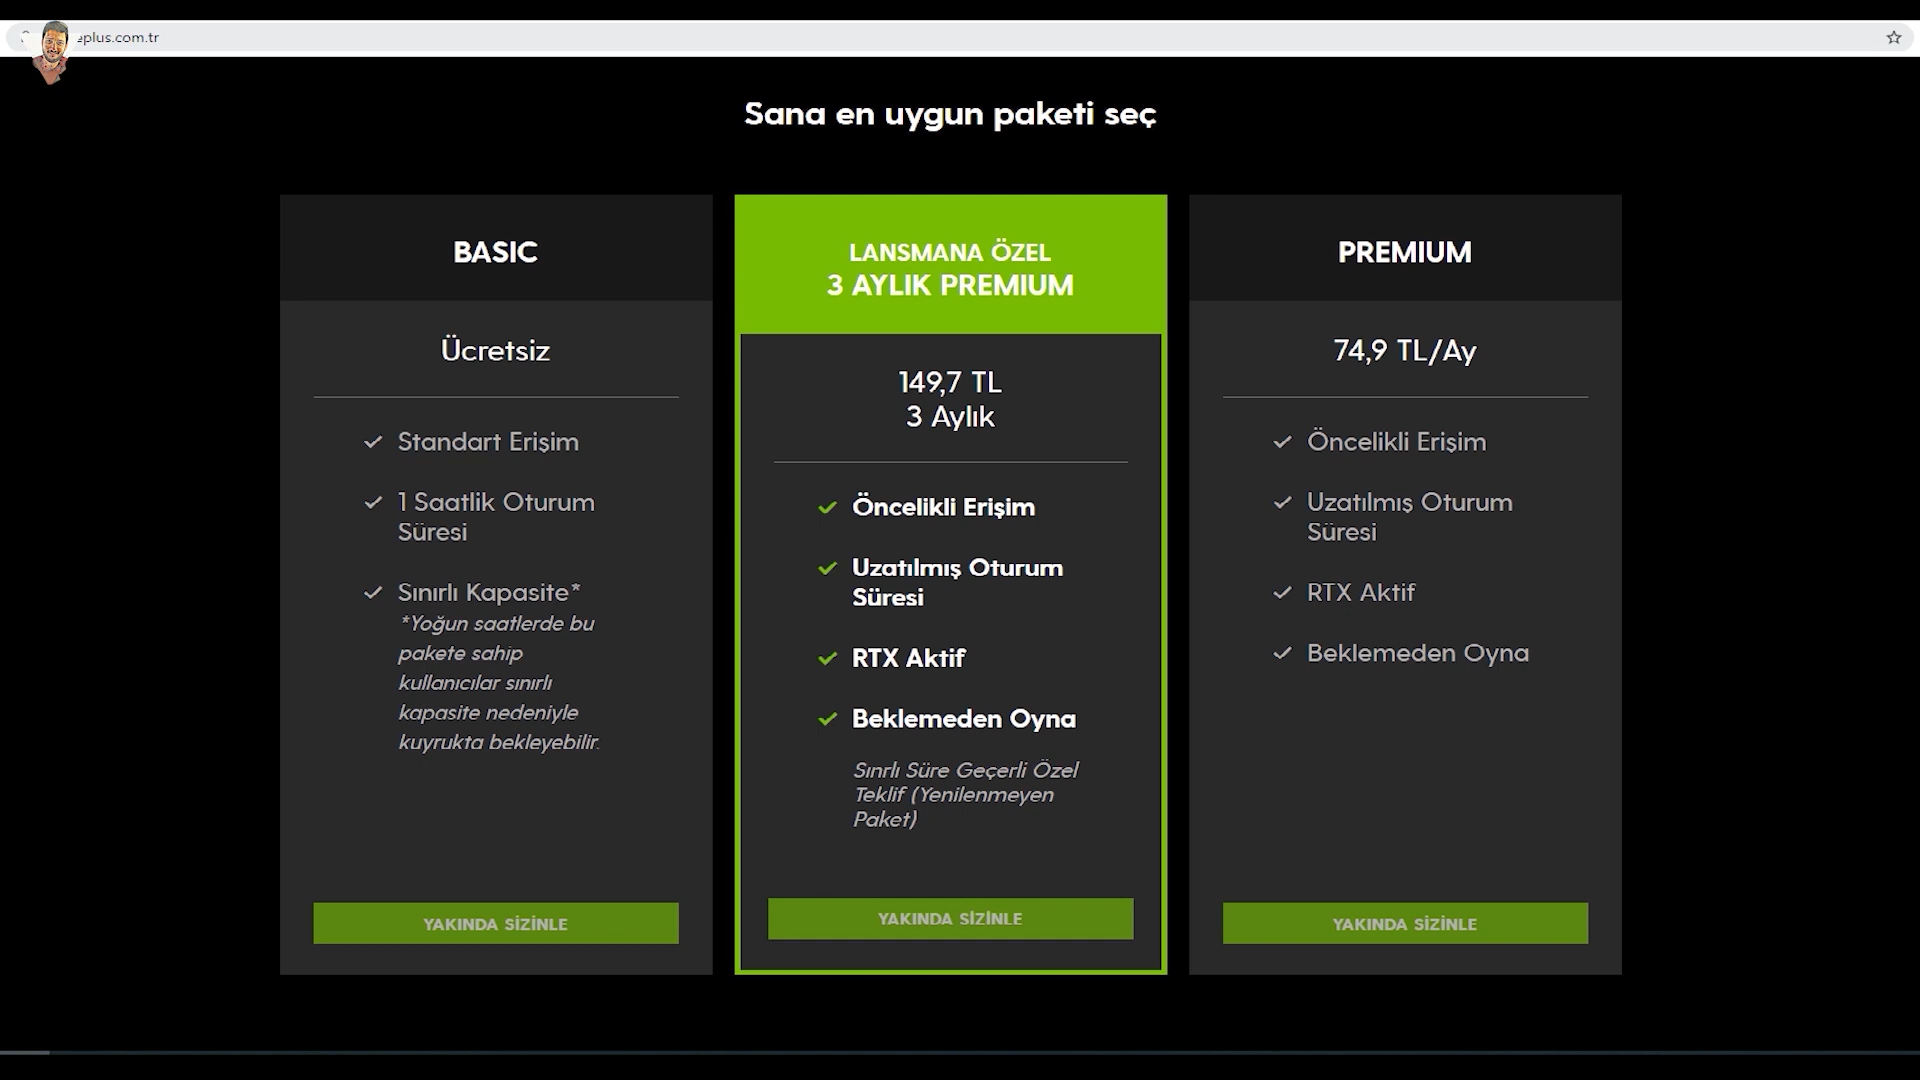 eplus.com.tr
Sana en uygun paketi seç
BASIC
Ücretsiz
Standart Erişim
1 Saatlik Oturum
Süresi
Sınırlı Kapasite*
*Yoğun saatlerde bu
pakete sahip
kullanıcılar sınırlı
kapasite nedeniyle
kuyrukta bekleyebilir.
YAKINDA SİZİNLE
LANSMANA ÖZEL
3 AYLIK PREMIUM
149,7 TL
3 Aylık
Öncelikli Erişim
Uzatılmış Oturum
Süresi
RTX Aktif
Beklemeden Oyna
Sınrlı Süre Geçerli Özel
Teklif (Yenilenmeyen
Paket)
YAKINDA SİZİNLE
PREMIUM
74,9 TL/Ay
Öncelikli Erişim
Uzatılmış Oturum
Süresi
RTX Aktif
Beklemeden Oyna
YAKINDA SİZİNLE